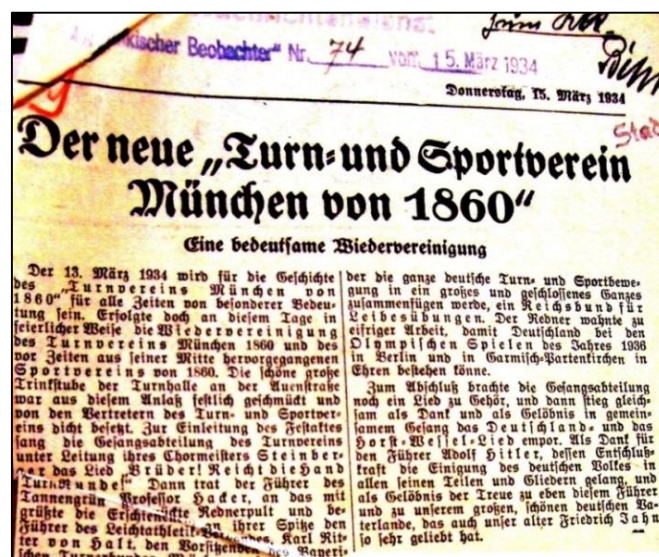 kischer Beobachter" Nr. 74 vom 15. März 1934
Donnerstag, 15. März 1934
Der neue „Turn- und Sportverein
München von 1860“
Eine bedeutsame Wiedervereinigung
Der 13. März 1934 wird für die Geschichte
des „Turnvereins München von
1860“ für alle Zeiten von besonderer Bedeu-
tung sein. Erfolgte doch an diesem Tage in
feierlicher Weise die Wiedervereinigung
des Turnvereins München 1860 und des
vor Zeiten aus seiner Mitte hervorgegangenen
Sportvereins von 1860. Die schöne große
Trinkstube der Turnhalle an der Auenstraße
war aus diesem Anlaß festlich geschmückt und
von den Vertretern des Turn- und Sportver-
eins dicht besetzt. Zur Einleitung des Festaktes
sang die Gesangsabteilung des Turnvereins
unter Leitung ihres Chormeisters Steinber-
ger das Lied „Brüder! Reicht die Hand
Dann trat der Führer des
Tannengrün Professor Hacker, an das mit
Rednerpult und be-
grüßte die Erschienenen, an ihrer Spitze den
Führer des Leichtathletik- Karl Rit-
ter von Halt, den Vorsitzenden des Bayeri-
schen Turnerbundes
der die ganze deutsche Turn- und Sportbewe-
gung in ein großes und geschlossenes Ganzes
zusammenfügen werde, ein Reichsbund für
Leibesübungen. Der Redner mahnte zu
eifriger Arbeit, damit Deutschland bei den
Olympischen Spielen des Jahres 1936
in Berlin und in Garmisch-Partenkirchen in
Ehren bestehen könne.
Zum Abschluß brachte die Gesangsabteilung
noch ein Lied zu Gehör, und dann stieg gleich-
sam als Dank und als Gelöbnis in gemein-
samem Gesang das Deutschland- und das
Horst-Wessel-Lied empor. Als Dank für
den Führer Adolf Hitler, dessen Entschluß-
kraft die Einigung des deutschen Volkes in
allen seinen Teilen und Gliedern gelang, und
als Gelöbnis der Treue zu eben diesem Führer
und zu unserem großen, schönen deutschen Va-
terlande, das auch unser alter Friedrich Jahn
so sehr geliebt hat.